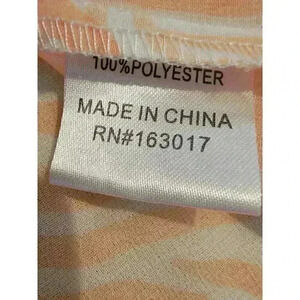 100%POLYESTER
MADE IN CHINA
RN#163017